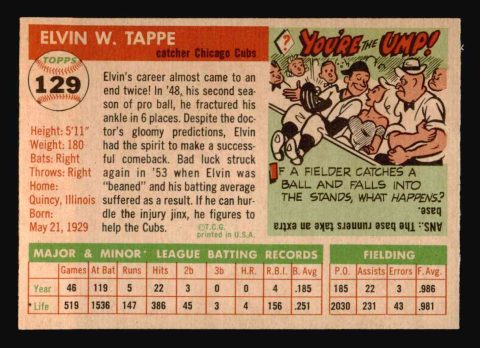 ELVIN W. TAPPE
catcher Chicago Cubs
TOPPS
129
Height: 5'11"
Weight: 180
Bats: Right
Throws: Right
Home:
Quincy, Illinois
Born:
May 21, 1929
Elvin's career almost came to an
end twice! In '48, his second season
of pro ball, he fractured his
ankle in 6 places. Despite the doc-
tor's gloomy predictions, Elvin
had the spirit to make a successful
comeback. Bad luck struck
again in '53 when Elvin was
"beaned" and his batting average
suffered as a result. If he can hur-
dle the injury jinx, he figures to
help the Cubs.
©T.C.G.
printed in U.S.A.
?
YOU'RE THE UMP!
IF A FIELDER CATCHES A
BALL AND FALLS INTO
THE STANDS, WHAT HAPPENS?
ANS.: The base runners take an extra
base.
MAJOR & MINOR LEAGUE BATTING RECORDS
FIELDING
Games At Bat Runs Hits 2b 3b H.R. R.B.I. B. Avg P.O. Assists Errors F. Avg
Year 46 119 5 22 3 0 0 4 .185 185 22 3 .986
*Life 519 1536 147 386 45 3 4 156 .251 2030 231 43 .981